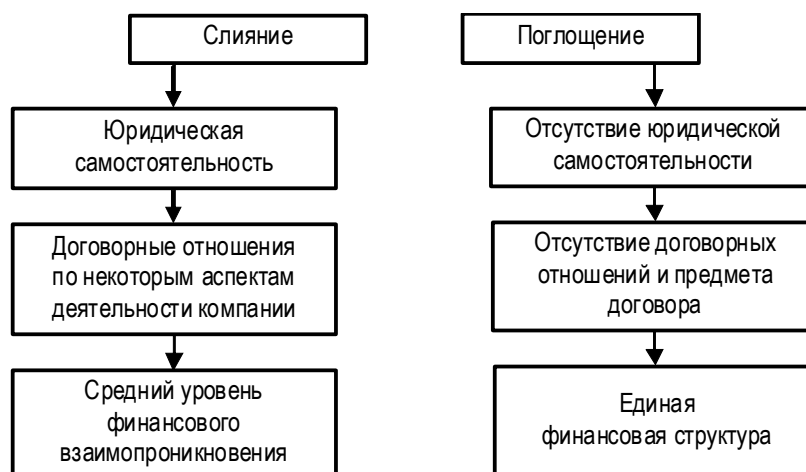 Слияние
Юридическая
самостоятельность
Договорные отношения
по некоторым аспектам
деятельности компании
Средний уровень
финансового
взаимопроникновения
Поглощение
Отсутствие юридической
самостоятельности
Отсутствие договорных
отношений и предмета
договора
Единая
финансовая структура